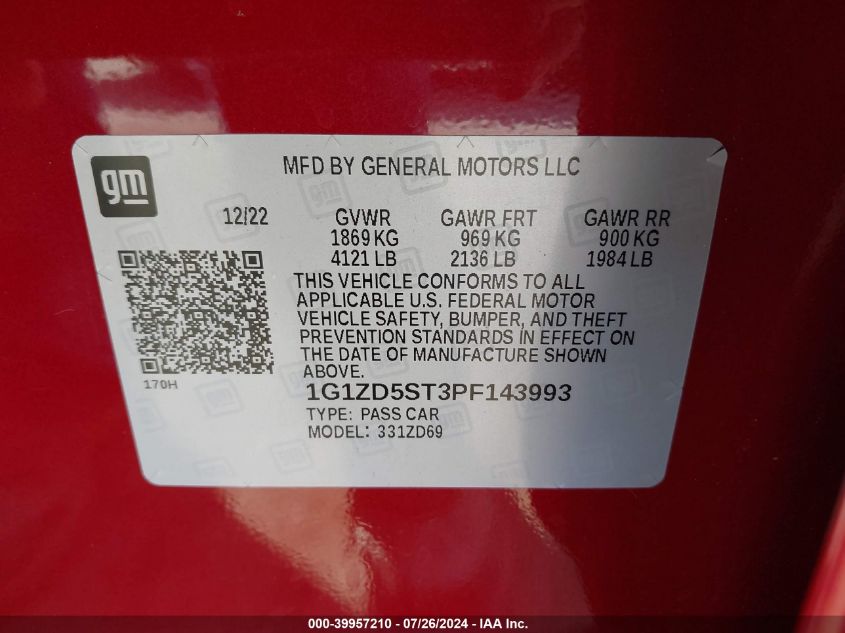 gm
MFD BY GENERAL MOTORS LLC
12/22 GVWR GAWR FRT GAWR RR
1869 KG 969 KG 900 KG
4121 LB 2136 LB 1984 LB
THIS VEHICLE CONFORMS TO ALL
APPLICABLE U.S. FEDERAL MOTOR
VEHICLE SAFETY, BUMPER, AND THEFT
PREVENTION STANDARDS IN EFFECT ON
THE DATE OF MANUFACTURE SHOWN
ABOVE.
170H
1G1ZD5ST3PF143993
TYPE: PASS CAR
MODEL: 331ZD69
000-39957210 - 07/26/2024 - IAA Inc.